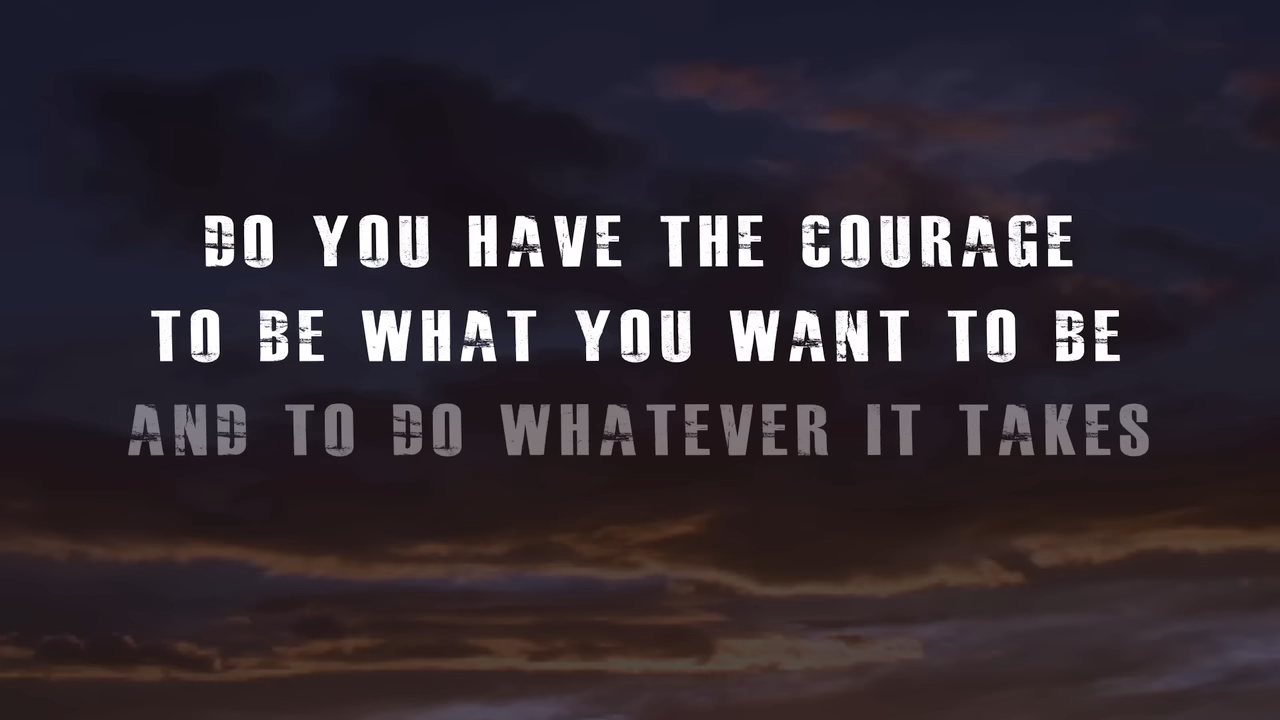 DO YOU HAVE THE COURAGE
TO BE WHAT YOU WANT TO BE
AND TO DO WHATEVER IT TAKES